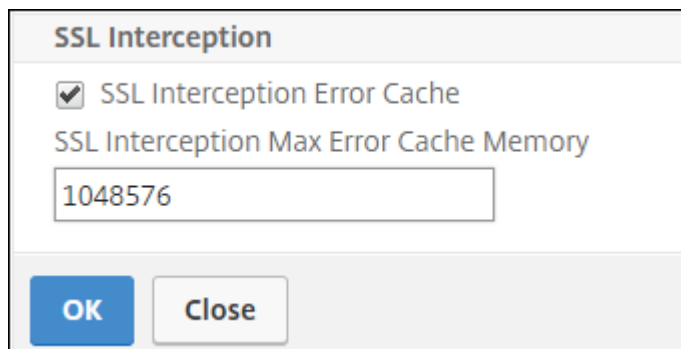 SSL Interception
SSL Interception Error Cache
SSL Interception Max Error Cache Memory
1048576
OK Close